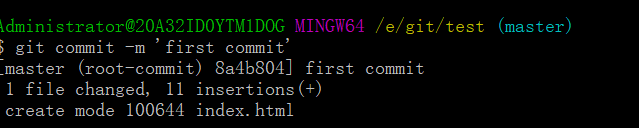 Administrator@20A32IDOYTM1DOG MINGW64 /e/git/test (master)
$ git commit -m 'first commit'
[master (root-commit) 8a4b804] first commit
1 file changed, 11 insertions(+)
create mode 100644 index.html